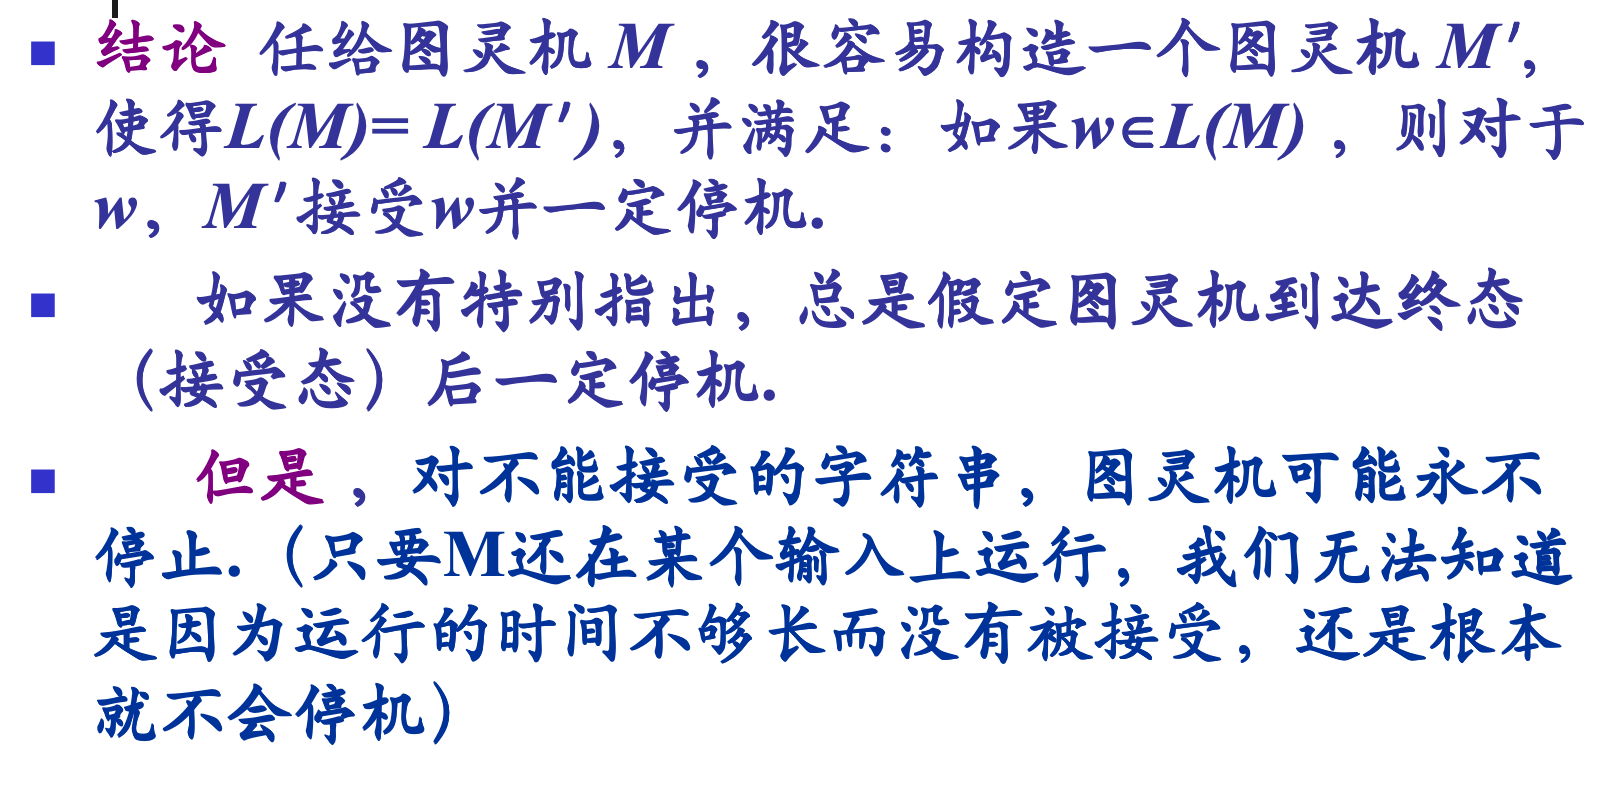 ■ 结论 任给图灵机 M ，很容易构造一个图灵机 M′,
使得L(M)= L(M′)，并满足：如果w∈L(M) ，则对于
w，M′接受w并一定停机.
■ 如果没有特别指出，总是假定图灵机到达终态
（接受态）后一定停机.
■ 但是 ，对不能接受的字符串，图灵机可能永不
停止.（只要M还在某个输入上运行，我们无法知道
是因为运行的时间不够长而没有被接受，还是根本
就不会停机）